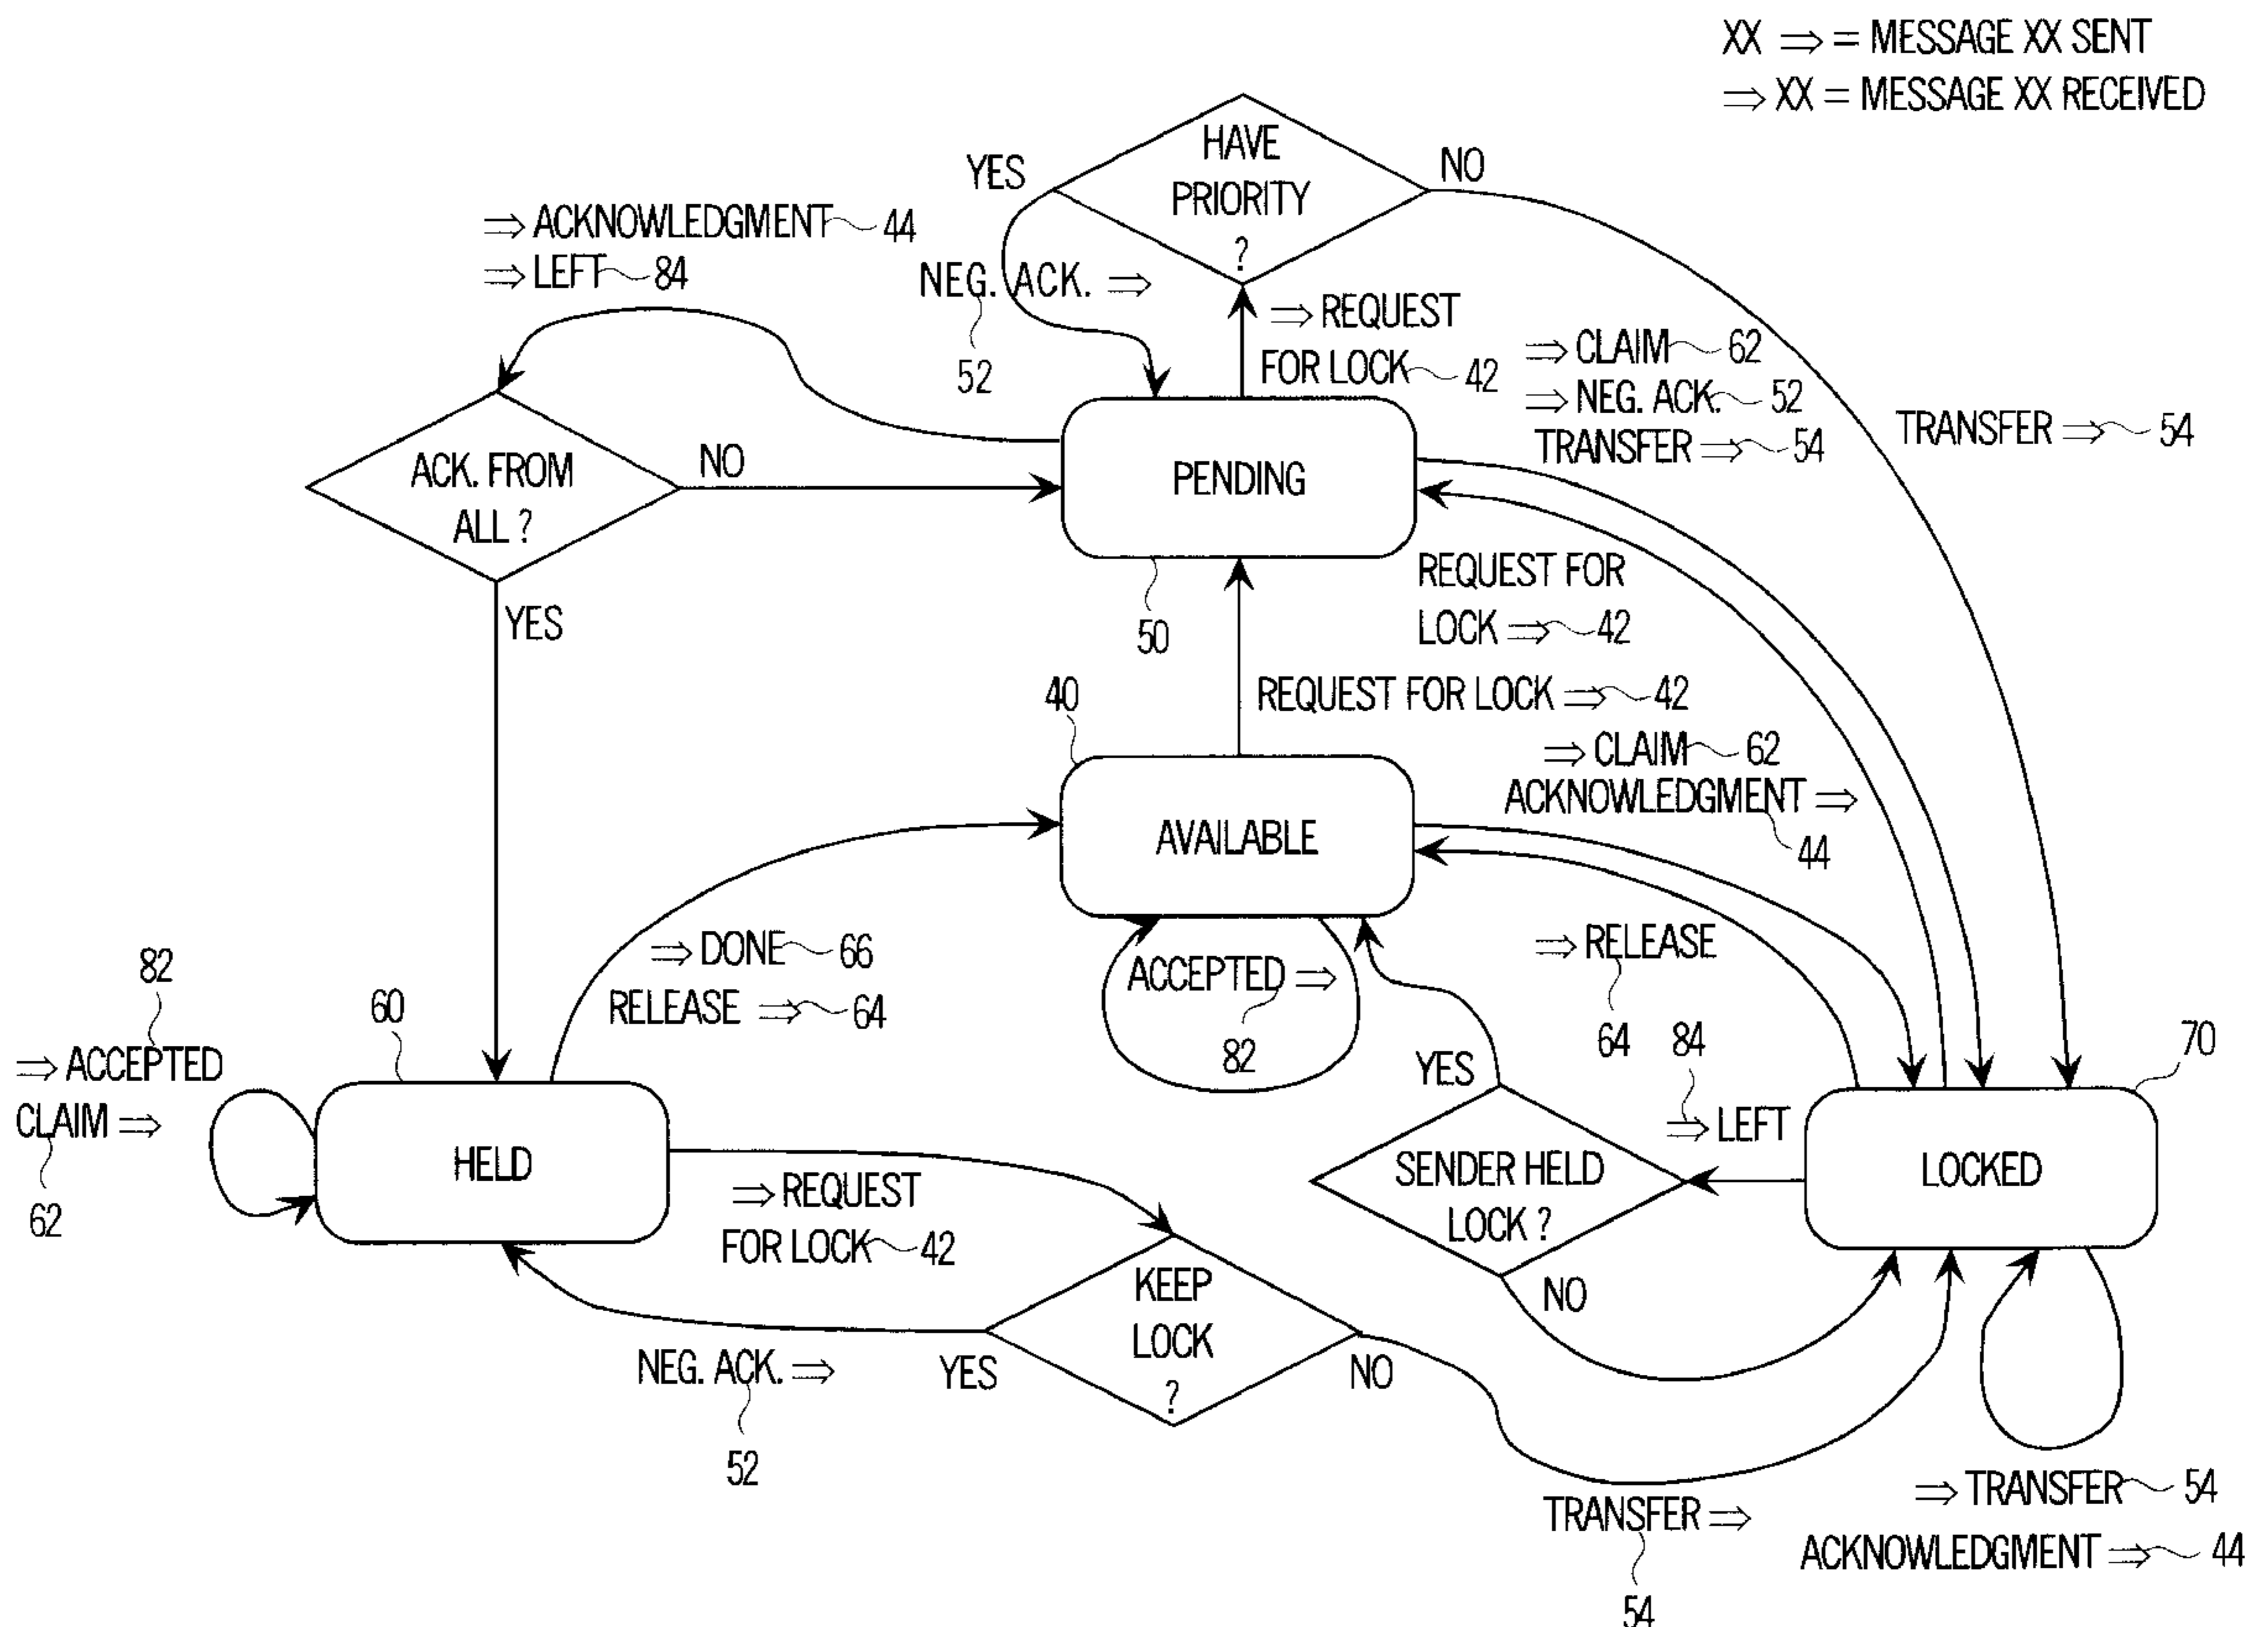 XX ⇒ = MESSAGE XX SENT
⇒ XX = MESSAGE XX RECEIVED
HAVE
PRIORITY
?
YES
NO
⇒ ACKNOWLEDGMENT 44
⇒ LEFT 84
NEG. ACK. ⇒
52
⇒ REQUEST
FOR LOCK 42
⇒ CLAIM 62
⇒ NEG. ACK. 52
TRANSFER ⇒ 54
TRANSFER ⇒ 54
ACK. FROM
ALL ?
NO
YES
PENDING
50
REQUEST FOR
LOCK ⇒ 42
REQUEST FOR LOCK ⇒ 42
40
AVAILABLE
⇒ CLAIM 62
ACKNOWLEDGMENT ⇒
44
⇒ DONE 66
RELEASE ⇒ 64
ACCEPTED ⇒
82
⇒ RELEASE
64
82
⇒ ACCEPTED
CLAIM ⇒
62
60
HELD
YES
84
⇒ LEFT
70
SENDER HELD
LOCK ?
NO
LOCKED
⇒ REQUEST
FOR LOCK 42
KEEP
LOCK
?
NEG. ACK. ⇒
52
YES
NO
TRANSFER ⇒
54
⇒ TRANSFER 54
ACKNOWLEDGMENT ⇒ 44